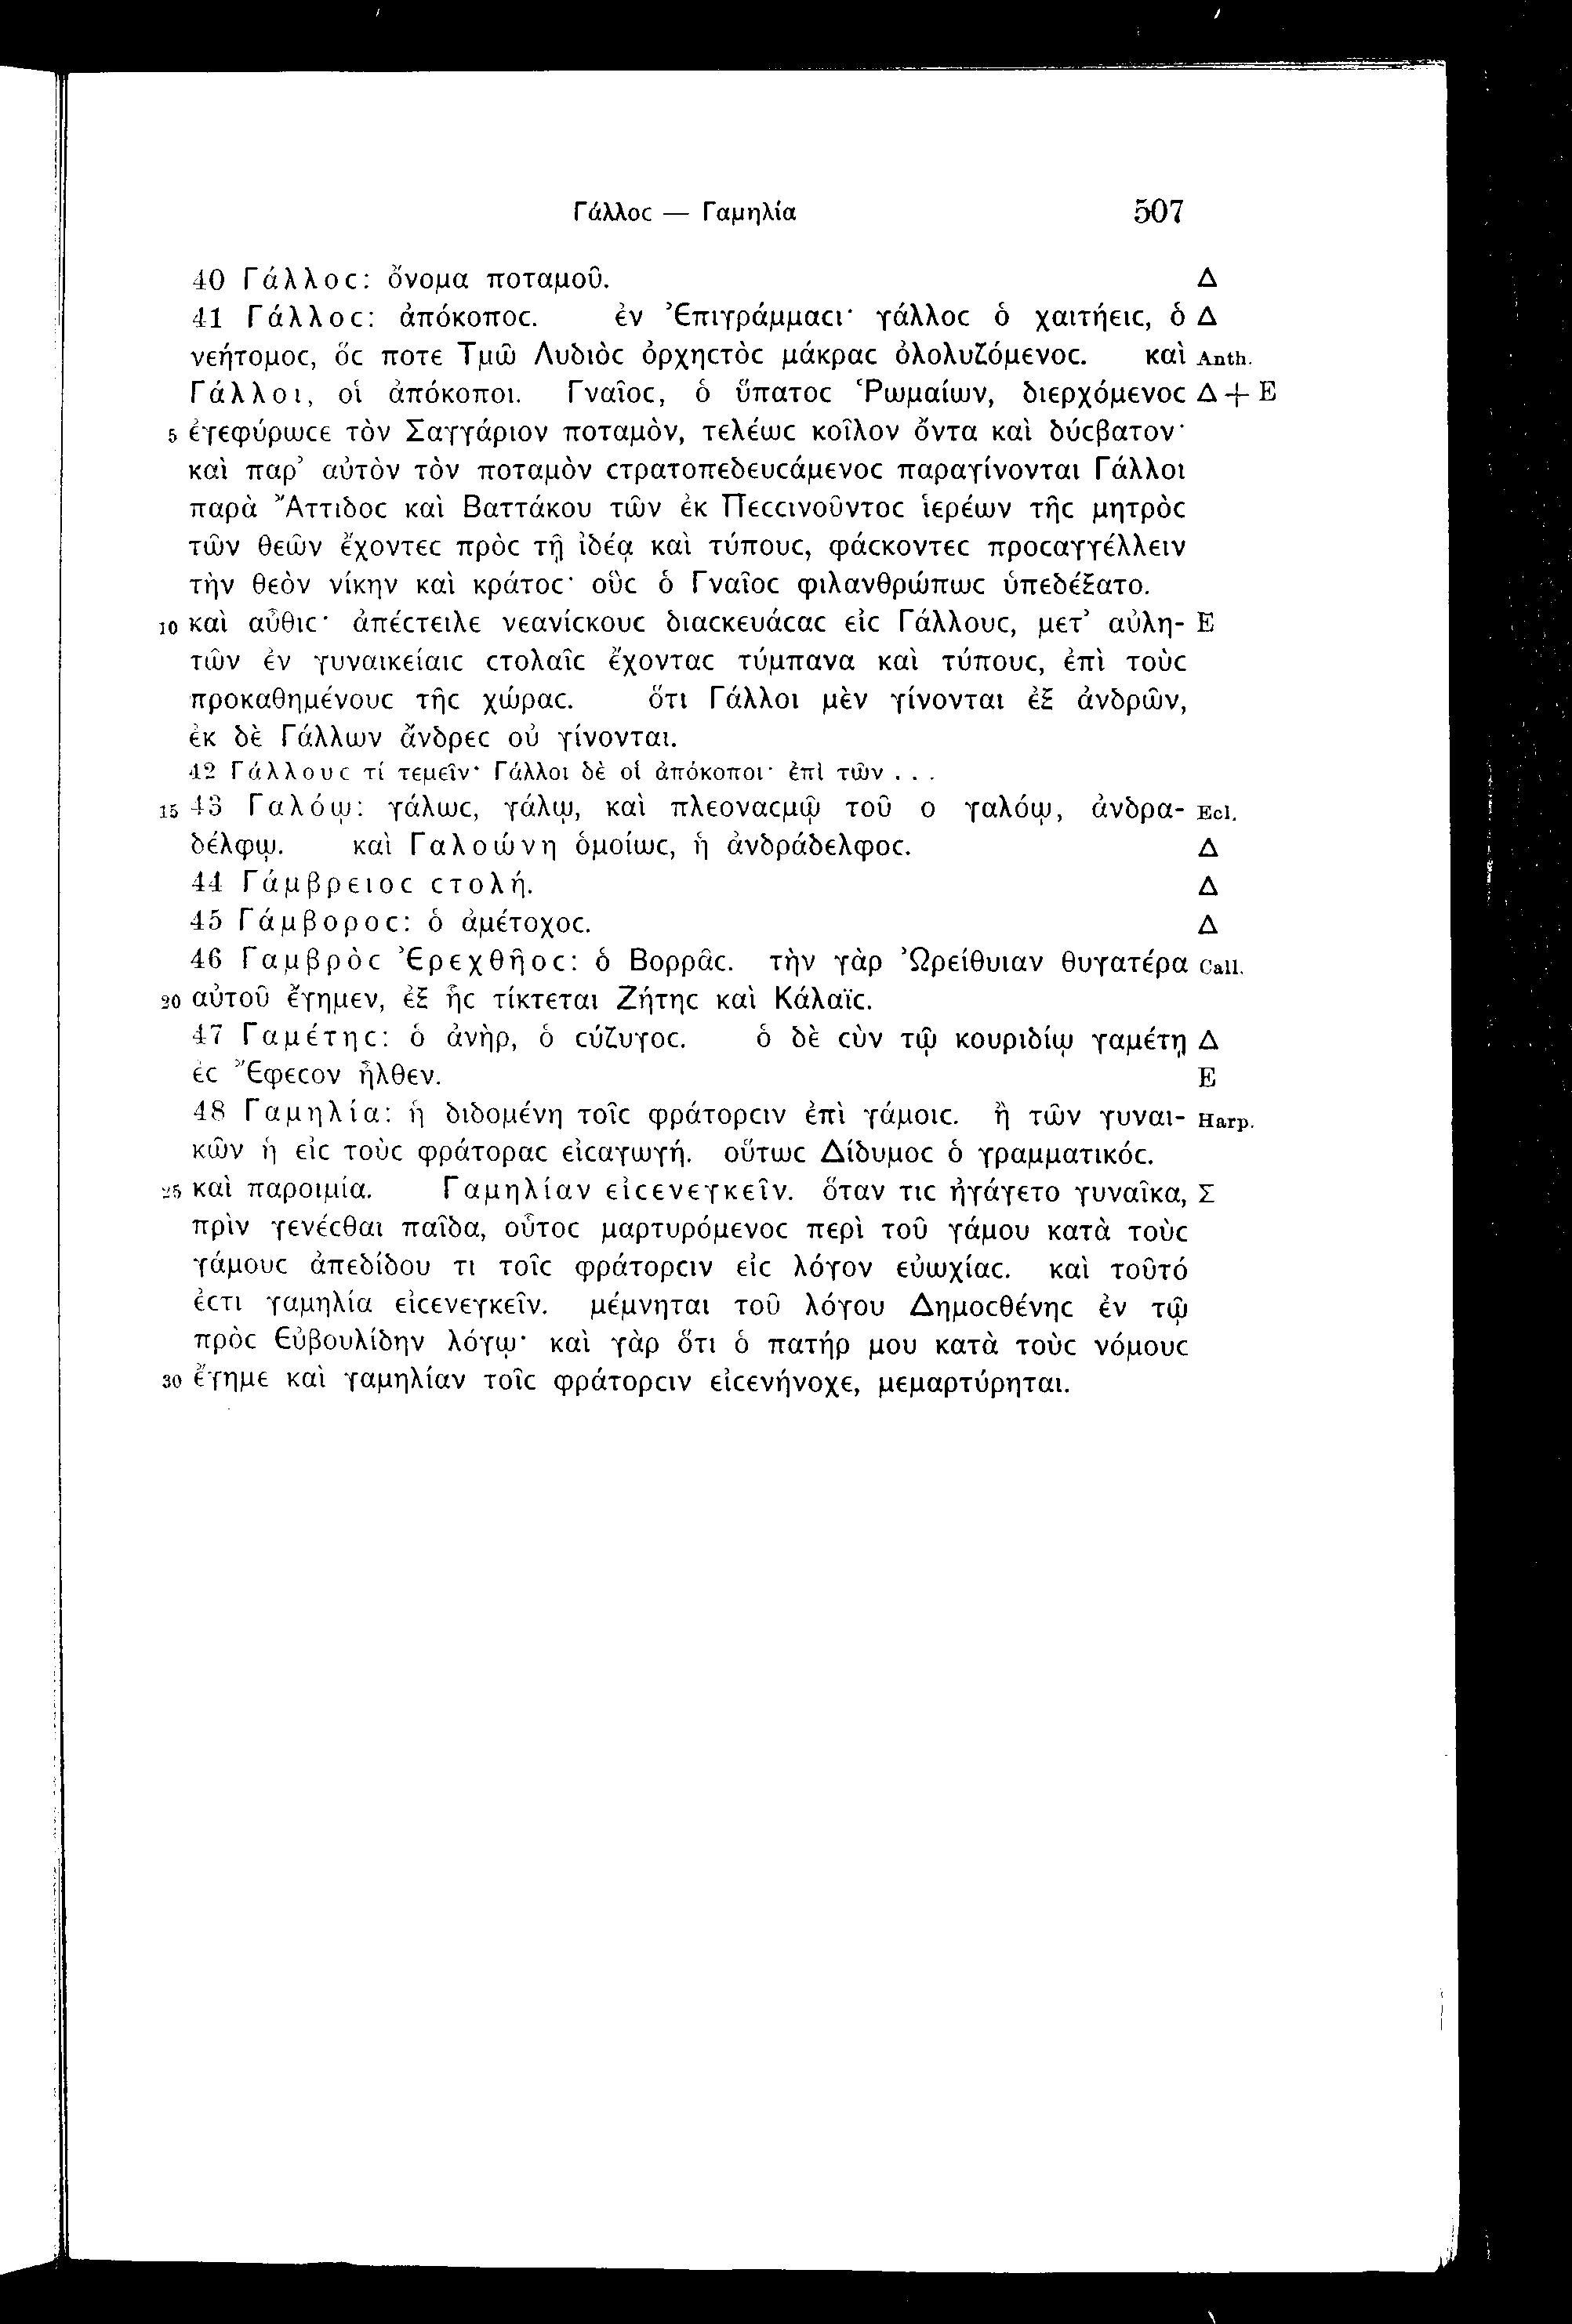 Γάλλοϲ — Γαμηλία 507
40 Γάλλοϲ: ὄνομα ποταμοῦ. Δ
41 Γάλλοϲ: ἀπόκοποϲ. ἐν Ἐπιγράμμαϲι· γάλλοϲ ὁ χαιτήειϲ, ὁ Δ
νεήτομοϲ, ὅϲ ποτε Τμῶ Λυδιὸϲ ὀρχηϲτὸϲ μάκραϲ ὀλολυζόμενοϲ. καὶ Anth.
Γάλλοι, οἱ ἀπόκοποι. Γναῖοϲ, ὁ ὕπατοϲ Ῥωμαίων, διερχόμενοϲ Δ + E
5 ἐγεφύρωϲε τὸν Σαγγάριον ποταμὸν, τελέωϲ κοῖλον ὄντα καὶ δύϲβατον·
καὶ παρ’ αὐτὸν τὸν ποταμὸν ϲτρατοπεδευϲάμενοϲ παραγίνονται Γάλλοι
παρὰ Ἄττιδοϲ καὶ Βαττάκου τῶν ἐκ Πεϲϲινοῦντοϲ ἱερέων τῆϲ μητρὸϲ
τῶν θεῶν ἔχοντεϲ πρὸϲ τῇ ἰδέᾳ καὶ τύπουϲ, φάϲκοντεϲ προϲαγγέλλειν
τὴν θεὸν νίκην καὶ κράτοϲ· οὓϲ ὁ Γναῖοϲ φιλανθρώπωϲ ὑπεδέξατο.
10 καὶ αὖθιϲ· ἀπέϲτειλε νεανίϲκουϲ διαϲκευάϲαϲ εἰϲ Γάλλουϲ, μετ’ αὐλη- E
τῶν ἐν γυναικείαιϲ ϲτολαῖϲ ἔχονταϲ τύμπανα καὶ τύπουϲ, ἐπὶ τοὺϲ
προκαθημένουϲ τῆϲ χώραϲ. ὅτι Γάλλοι μὲν γίνονται ἐξ ἀνδρῶν,
ἐκ δὲ Γάλλων ἄνδρεϲ οὐ γίνονται.
42 Γάλλουϲ τί τεμεῖν· Γάλλοι δὲ οἱ ἀπόκοποι· ἐπὶ τῶν . . .
15 43 Γαλόῳ: γάλωϲ, γάλῳ, καὶ πλεοναϲμῷ τοῦ ο γαλόῳ, ἀνδρα- Ecl.
δέλφῳ. καὶ Γαλοώνη ὁμοίωϲ, ἡ ἀνδράδελφοϲ. Δ
44 Γάμβρειοϲ ϲτολή. Δ
45 Γάμβοροϲ: ὁ ἀμέτοχοϲ. Δ
46 Γαμβρὸϲ Ἐρεχθῆοϲ: ὁ Βορρᾶϲ. τὴν γὰρ Ὠρείθυιαν θυγατέρα Call.
20 αὐτοῦ ἔγημεν, ἐξ ἧϲ τίκτεται Ζήτηϲ καὶ Κάλαϊϲ.
47 Γαμέτηϲ: ὁ ἀνὴρ, ὁ ϲύζυγοϲ. ὁ δὲ ϲὺν τῷ κουριδίῳ γαμέτῃ Δ
ἐϲ Ἔφεϲον ἦλθεν. E
48 Γαμηλία: ἡ διδομένη τοῖϲ φράτορϲιν ἐπὶ γάμοιϲ. ἢ τῶν γυναι- Harp.
κῶν ἡ εἰϲ τοὺϲ φράτοραϲ εἰϲαγωγή. οὕτωϲ Δίδυμοϲ ὁ γραμματικόϲ.
25 καὶ παροιμία. Γαμηλίαν εἰϲενεγκεῖν. ὅταν τιϲ ἠγάγετο γυναῖκα, Σ
πρὶν γενέϲθαι παῖδα, οὗτοϲ μαρτυρόμενοϲ περὶ τοῦ γάμου κατὰ τοὺϲ
γάμουϲ ἀπεδίδου τι τοῖϲ φράτορϲιν εἰϲ λόγον εὐωχίαϲ. καὶ τοῦτό
ἐϲτι γαμηλία εἰϲενεγκεῖν. μέμνηται τοῦ λόγου Δημοϲθένηϲ ἐν τῷ
πρὸϲ Εὐβουλίδην λόγῳ· καὶ γὰρ ὅτι ὁ πατήρ μου κατὰ τοὺϲ νόμουϲ
30 ἔγημε καὶ γαμηλίαν τοῖϲ φράτορϲιν εἰϲενήνοχε, μεμαρτύρηται.